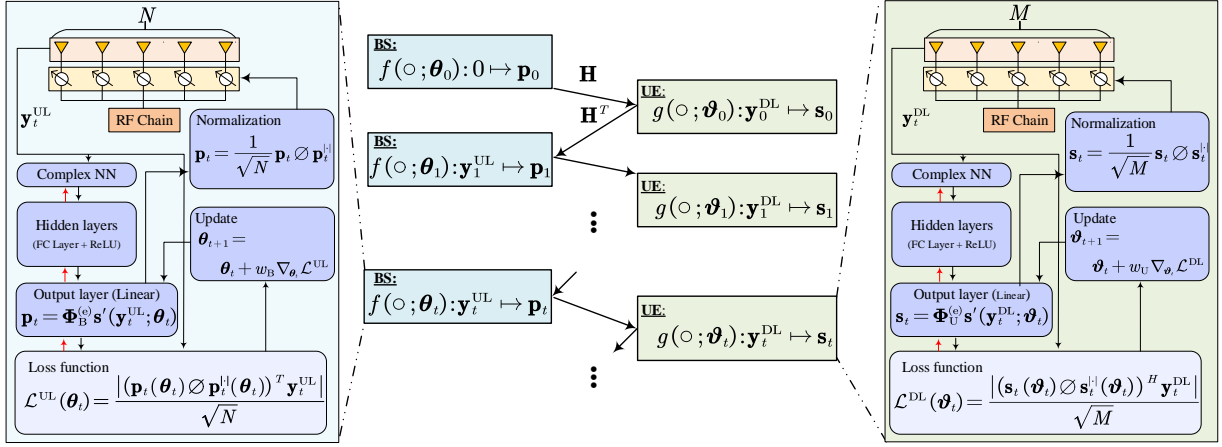 N
𝐲_t^UL
RF Chain
Normalization
𝐩_t = 1/√N 𝐩_t ⊘ 𝐩_t^|·|
Complex NN
Hidden layers
(FC Layer + ReLU)
Update
𝜽_{t+1} =
𝜽_t + w_B ∇_{𝜽_t} ℒ^UL
Output layer (Linear)
𝐩_t = 𝚽_B^(e) 𝐬′(𝐲_t^UL; 𝜽_t)
Loss function
ℒ^UL(𝜽_t) = |(𝐩_t(𝜽_t) ⊘ 𝐩_t^|·|(𝜽_t))^T 𝐲_t^UL| / √N
BS:
f(○; 𝜽_0): 0 ↦ 𝐩_0
𝐇
UE:
g(○; 𝝑_0): 𝐲_0^DL ↦ 𝐬_0
𝐇^T
BS:
f(○; 𝜽_1): 𝐲_1^UL ↦ 𝐩_1
UE:
g(○; 𝝑_1): 𝐲_1^DL ↦ 𝐬_1
BS:
f(○; 𝜽_t): 𝐲_t^UL ↦ 𝐩_t
UE:
g(○; 𝝑_t): 𝐲_t^DL ↦ 𝐬_t
M
𝐲_t^DL
RF Chain
Normalization
𝐬_t = 1/√M 𝐬_t ⊘ 𝐬_t^|·|
Complex NN
Hidden layers
(FC Layer + ReLU)
Update
𝝑_{t+1} =
𝝑_t + w_U ∇_{𝝑_t} ℒ^DL
Output layer (Linear)
𝐬_t = 𝚽_U^(e) 𝐬′(𝐲_t^DL; 𝝑_t)
Loss function
ℒ^DL(𝝑_t) = |(𝐬_t(𝝑_t) ⊘ 𝐬_t^|·|(𝝑_t))^H 𝐲_t^DL| / √M